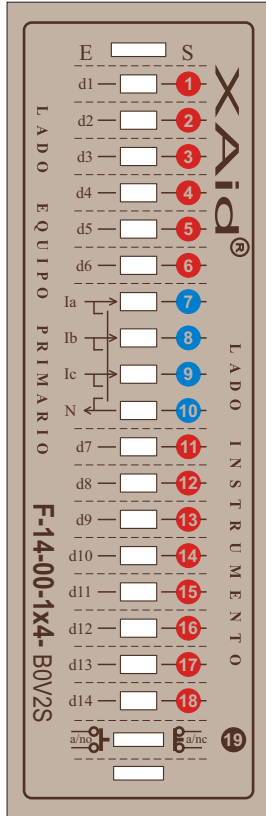 E S
d1 1
d2 2
d3 3
d4 4
d5 5
d6 6
Ia 7
Ib 8
Ic 9
N 10
d7 11
d8 12
d9 13
d10 14
d11 15
d12 16
d13 17
d14 18
a/no a/nc 19
LADO EQUIPO PRIMARIO
F-14-00-1x4- B0V2S
XAid®
LADO INSTRUMENTO